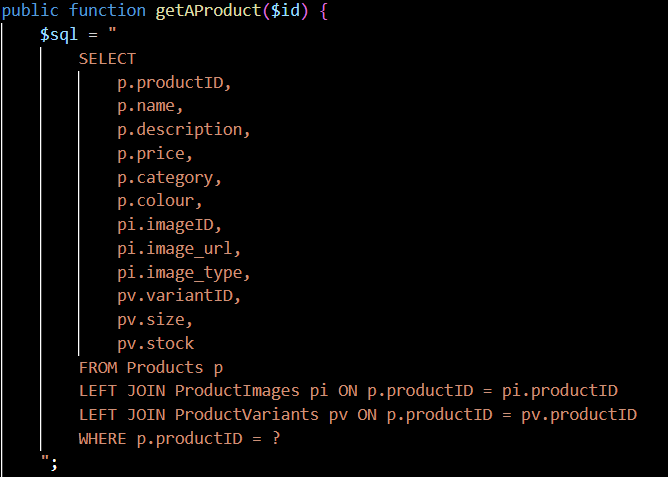 public function getAProduct($id) {
$sql = "
SELECT
p.productID,
p.name,
p.description,
p.price,
p.category,
p.colour,
pi.imageID,
pi.image_url,
pi.image_type,
pv.variantID,
pv.size,
pv.stock
FROM Products p
LEFT JOIN ProductImages pi ON p.productID = pi.productID
LEFT JOIN ProductVariants pv ON p.productID = pv.productID
WHERE p.productID = ?
";